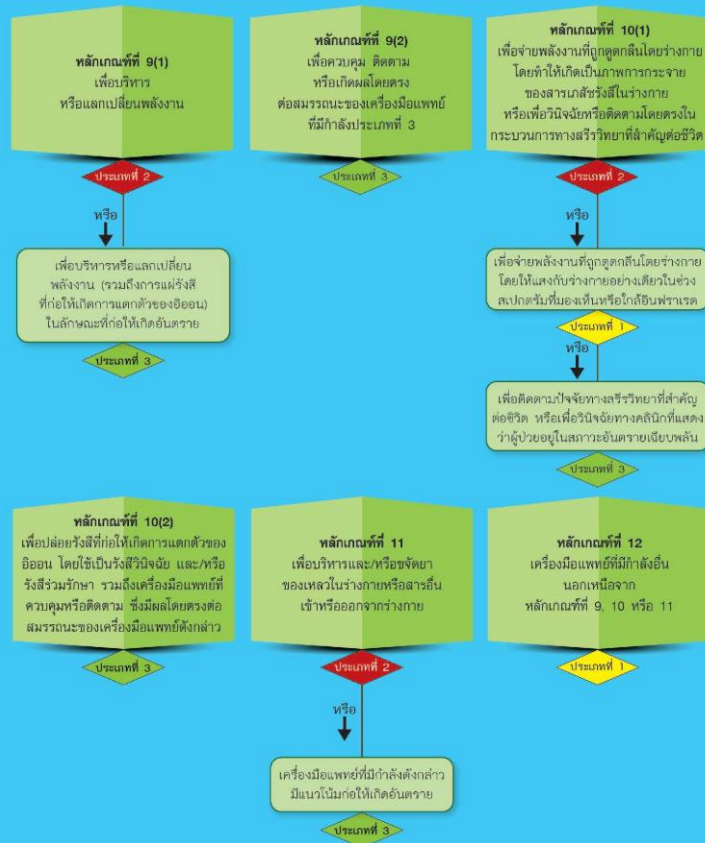 หลักเกณฑ์ที่ 9(1)
เพื่อบริหาร
หรือแลกเปลี่ยนพลังงาน
ประเภทที่ 2
หรือ
เพื่อบริหารหรือแลกเปลี่ยน
พลังงาน (รวมถึงการแผ่รังสี
ที่ก่อให้เกิดการแตกตัวของอิออน)
ในลักษณะที่ก่อให้เกิดอันตราย
ประเภทที่ 3
หลักเกณฑ์ที่ 9(2)
เพื่อควบคุม ติดตาม
หรือเกิดผลโดยตรง
ต่อสมรรถนะของเครื่องมือแพทย์
ที่มีกำลังประเภทที่ 3
ประเภทที่ 3
หลักเกณฑ์ที่ 10(1)
เพื่อจ่ายพลังงานที่ถูกดูดกลืนโดยร่างกาย
โดยทำให้เกิดเป็นภาพการกระจาย
ของสารเภสัชรังสีในร่างกาย
หรือเพื่อวินิจฉัยหรือติดตามโดยตรงใน
กระบวนการทางสรีรวิทยาที่สำคัญต่อชีวิต
ประเภทที่ 2
หรือ
เพื่อจ่ายพลังงานที่ถูกดูดกลืนโดยร่างกาย
โดยให้แสงกับร่างกายอย่างเดียวในช่วง
สเปกตรัมที่มองเห็นหรือใกล้อินฟราเรด
ประเภทที่ 1
หรือ
เพื่อติดตามปัจจัยทางสรีรวิทยาที่สำคัญ
ต่อชีวิต หรือเพื่อวินิจฉัยทางคลินิกที่แสดง
ว่าผู้ป่วยอยู่ในสภาวะอันตรายเฉียบพลัน
ประเภทที่ 3
หลักเกณฑ์ที่ 10(2)
เพื่อปล่อยรังสีที่ก่อให้เกิดการแตกตัวของ
อิออน โดยใช้เป็นรังสีวินิจฉัย และ/หรือ
รังสีร่วมรักษา รวมถึงเครื่องมือแพทย์ที่
ควบคุมหรือติดตาม ซึ่งมีผลโดยตรงต่อ
สมรรถนะของเครื่องมือแพทย์ดังกล่าว
ประเภทที่ 3
หลักเกณฑ์ที่ 11
เพื่อบริหารและ/หรือขจัดยา
ของเหลวในร่างกายหรือสารอื่น
เข้าหรือออกจากร่างกาย
ประเภทที่ 2
หรือ
เครื่องมือแพทย์ที่มีกำลังดังกล่าว
มีแนวโน้มก่อให้เกิดอันตราย
ประเภทที่ 3
หลักเกณฑ์ที่ 12
เครื่องมือแพทย์ที่มีกำลังอื่น
นอกเหนือจาก
หลักเกณฑ์ที่ 9, 10 หรือ 11
ประเภทที่ 1